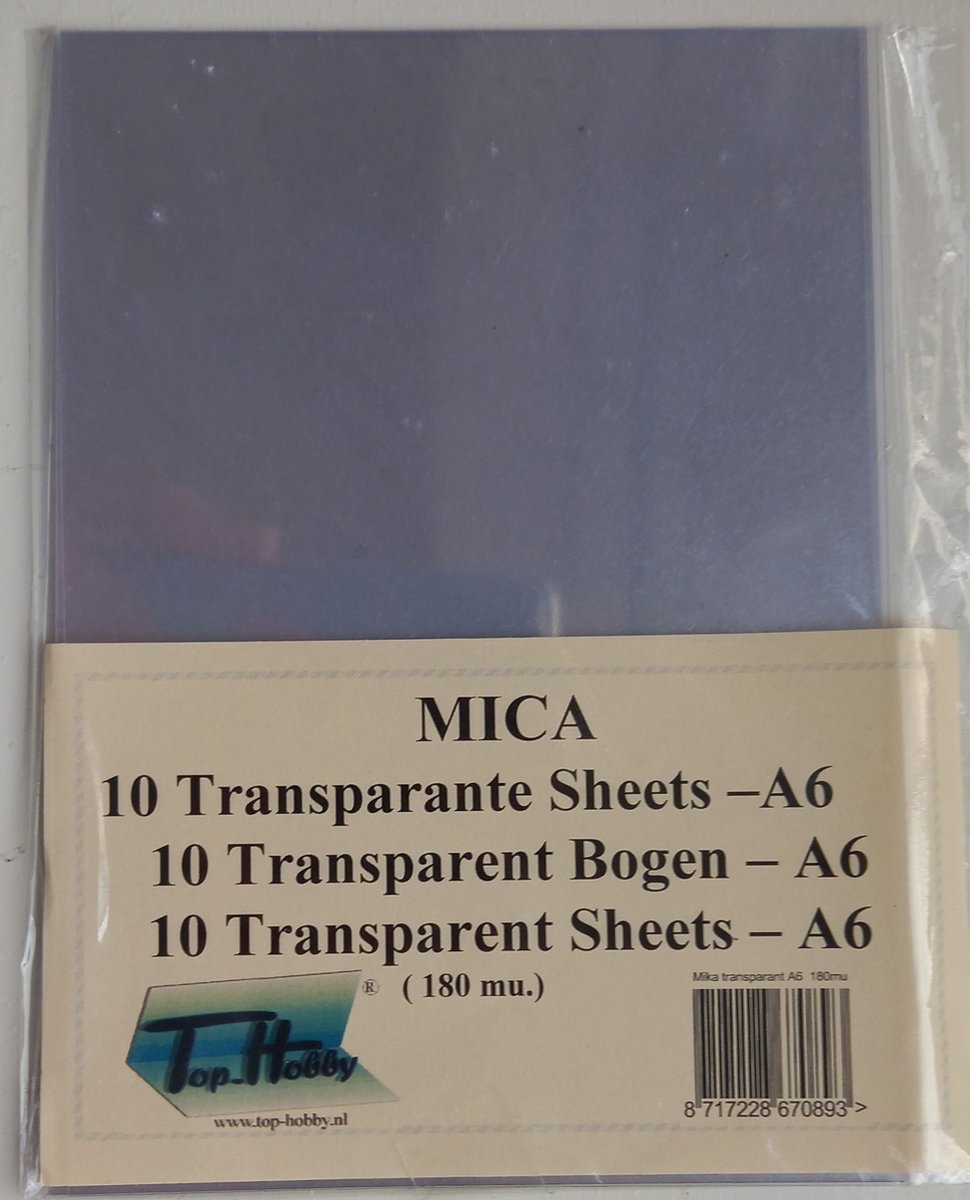 MICA
10 Transparante Sheets –A6
10 Transparent Bogen – A6
10 Transparent Sheets – A6
( 180 mu.)
Top-Hobby ®
www.top-hobby.nl
Mika transparant A6 180mu
8 717228 670893 >